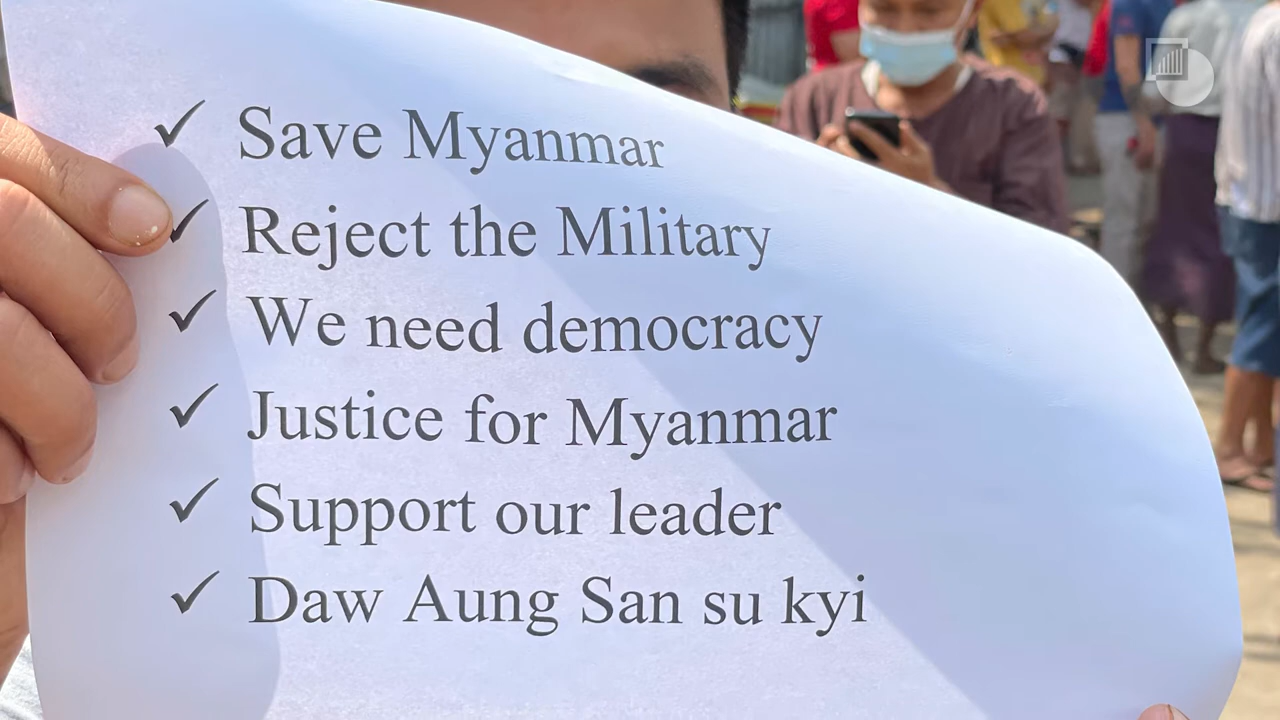 ✓ Save Myanmar
✓ Reject the Military
✓ We need democracy
✓ Justice for Myanmar
✓ Support our leader
✓ Daw Aung San su kyi